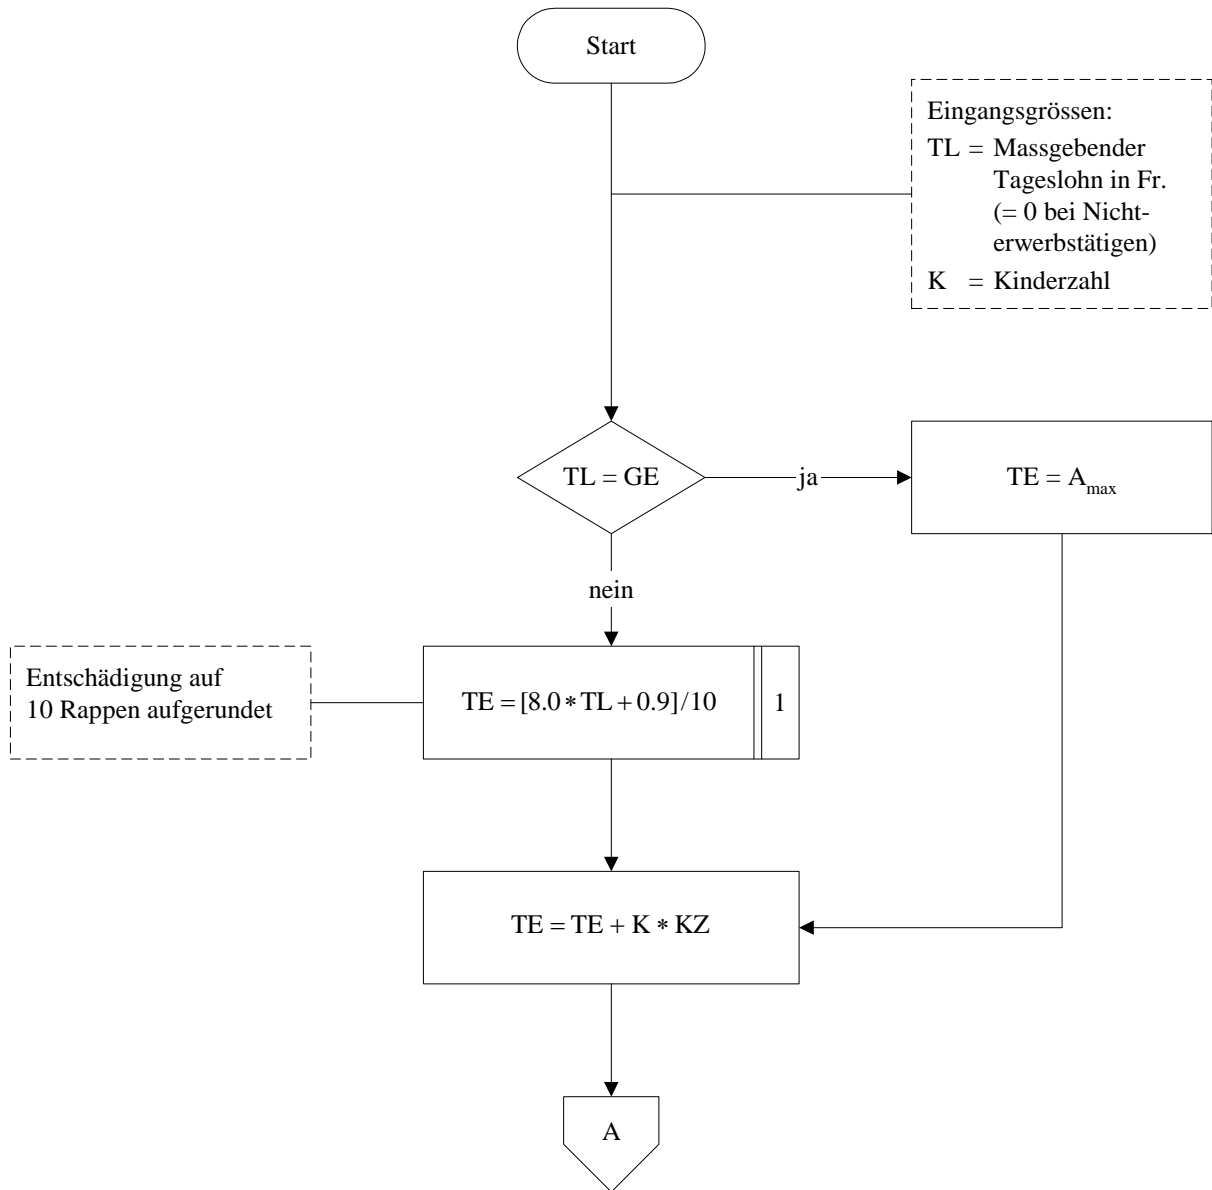 Start
Eingangsgrössen:
TL = Massgebender
Tageslohn in Fr.
(= 0 bei Nicht-
erwerbstätigen)
K = Kinderzahl
TL = GE
ja
TE = A_max
nein
Entschädigung auf
10 Rappen aufgerundet
TE = [8.0 * TL + 0.9] / 10
1
TE = TE + K * KZ
A